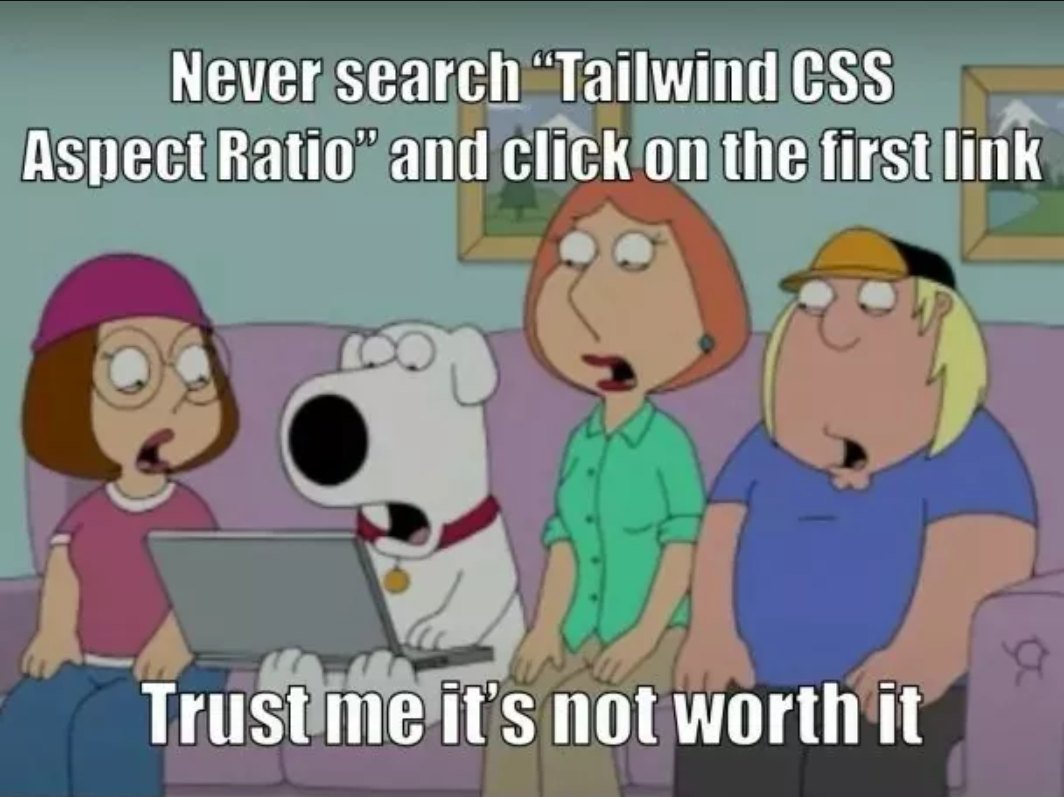 Never search “Tailwind CSS
Aspect Ratio” and click on the first link
Trust me it’s not worth it